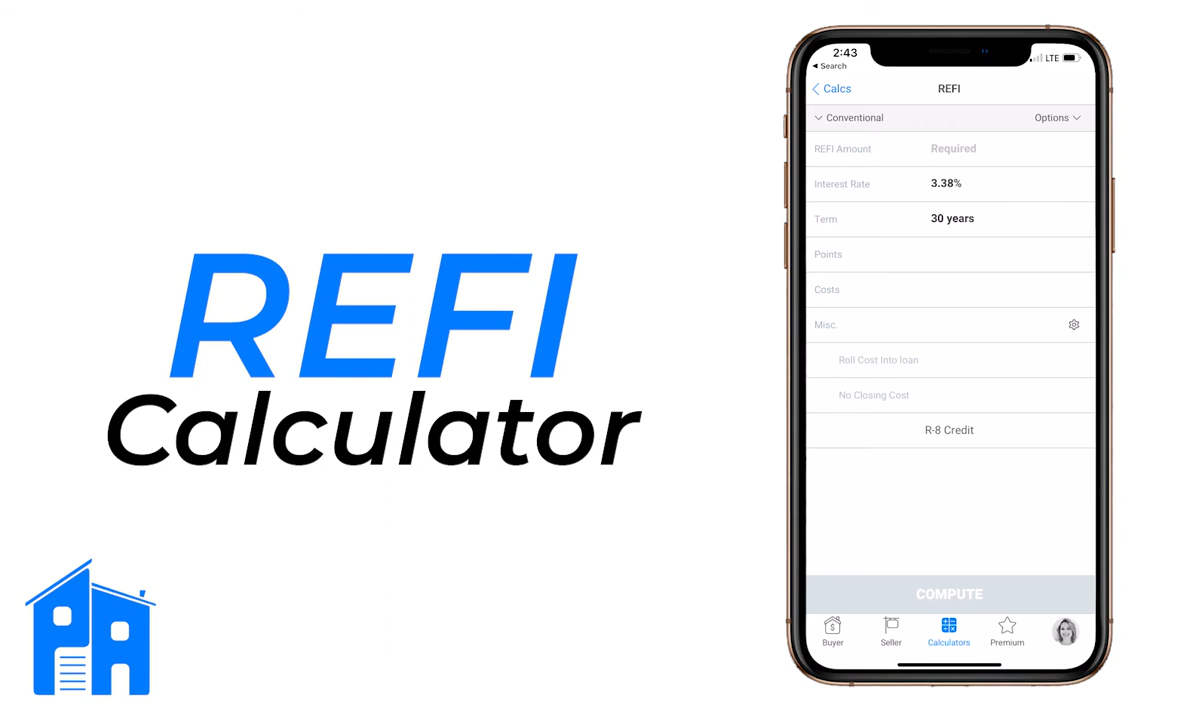 REFI
Calculator
PA
2:43
LTE
◀ Search
Calcs
REFI
Conventional
Options
REFI Amount
Required
Interest Rate
3.38%
Term
30 years
Points
Costs
Misc.
Roll Cost Into loan
No Closing Cost
R-8 Credit
COMPUTE
Buyer
Seller
Calculators
Premium